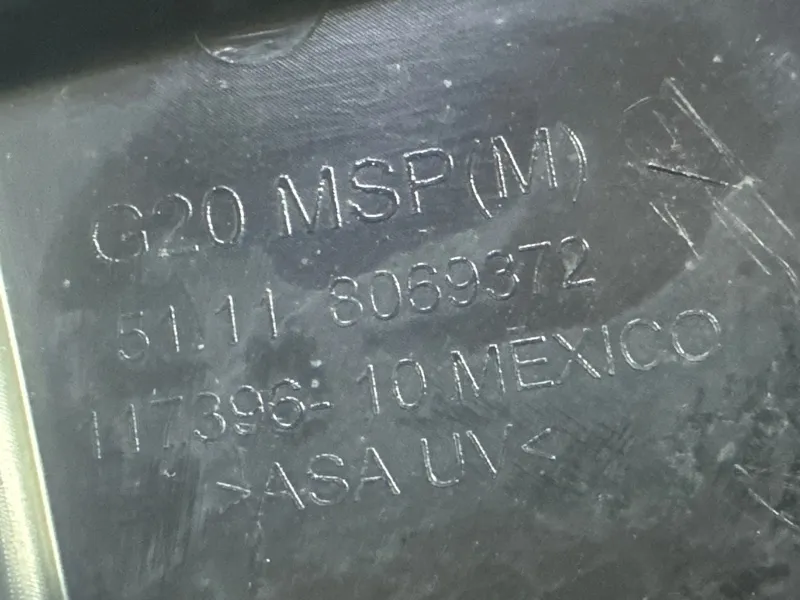 G20 MSP(M)
51.11 8069372
117396-10 MEXICO
>ASA UV<